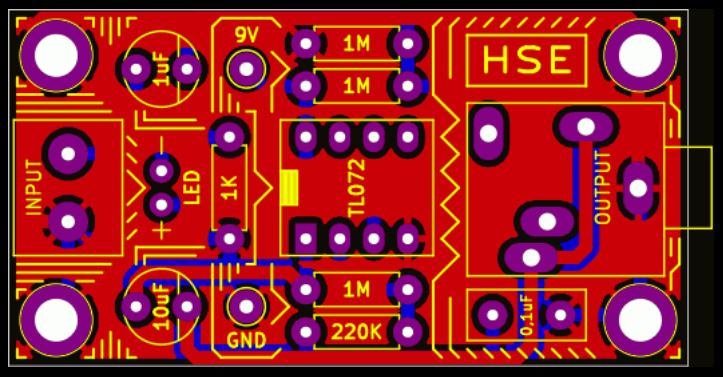 9V
1M
HSE
1uF
1M
INPUT
LED
1K
TL072
OUTPUT
10uF
GND
1M
220K
0.1uF